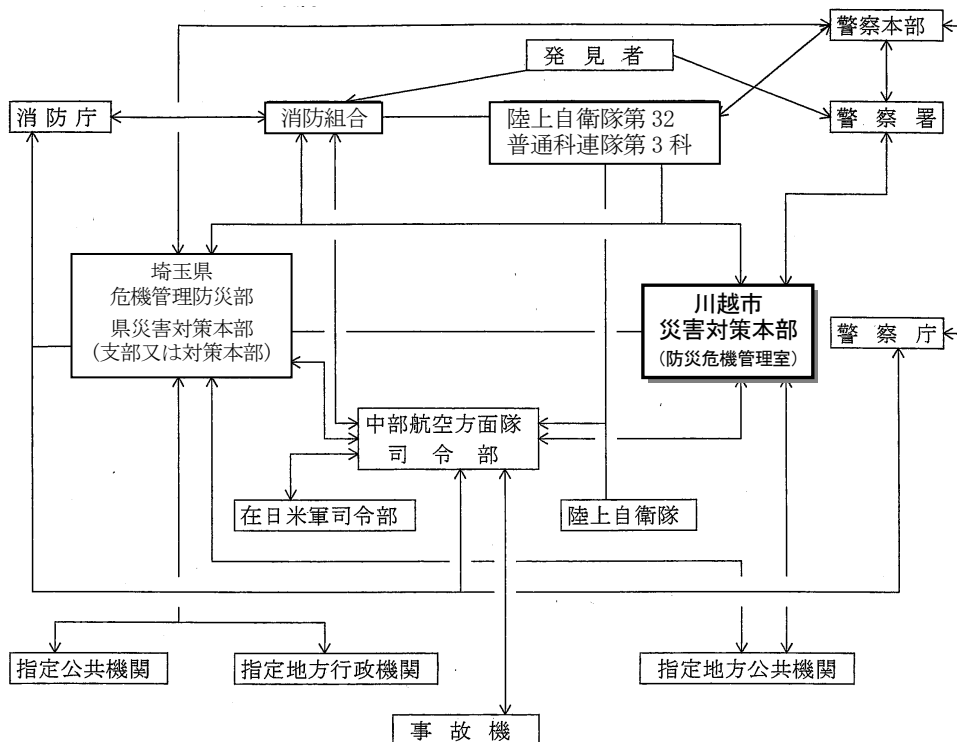 警察本部
発見者
消防庁
消防組合
陸上自衛隊第32
普通科連隊第3科
警察署
埼玉県
危機管理防災部
県災害対策本部
(支部又は対策本部)
川越市
災害対策本部
(防災危機管理室)
警察庁
中部航空方面隊
司令部
在日米軍司令部
陸上自衛隊
指定公共機関
指定地方行政機関
指定地方公共機関
事故機